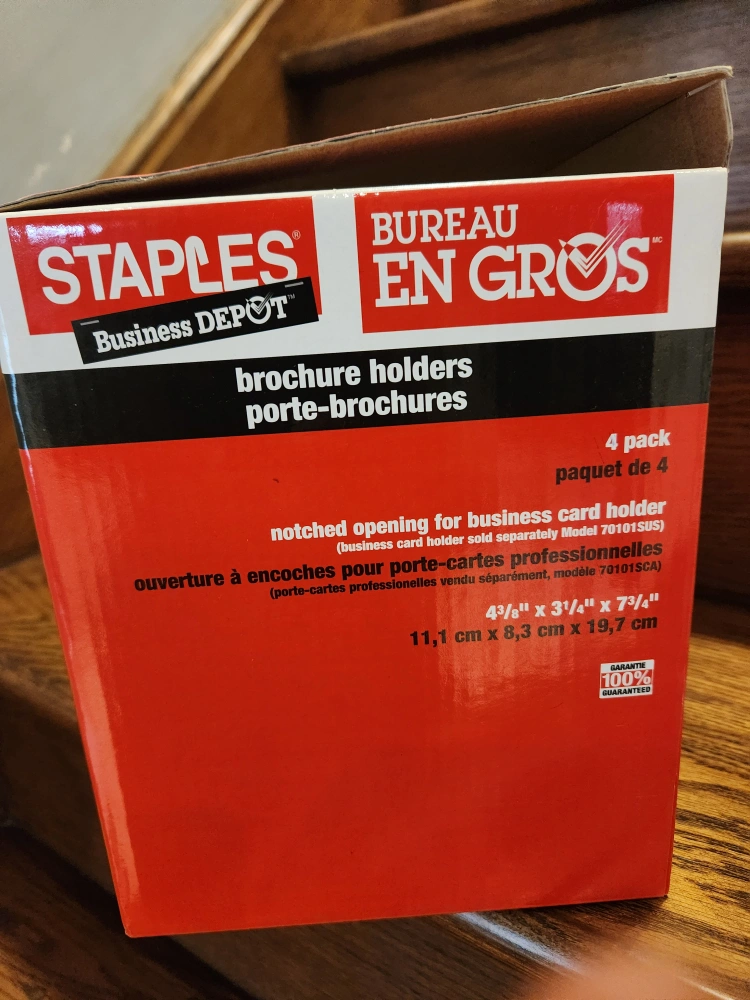 STAPLES®
Business DEPOT™
BUREAU
EN GROS MC
brochure holders
porte-brochures
4 pack
paquet de 4
notched opening for business card holder
(business card holder sold separately Model 70101SUS)
ouverture à encoches pour porte-cartes professionnelles
(porte-cartes professionelles vendu séparément, modèle 70101SCA)
4³/₈" x 3¹/₄" x 7³/₄"
11,1 cm x 8,3 cm x 19,7 cm
GARANTIE
100%
GUARANTEED